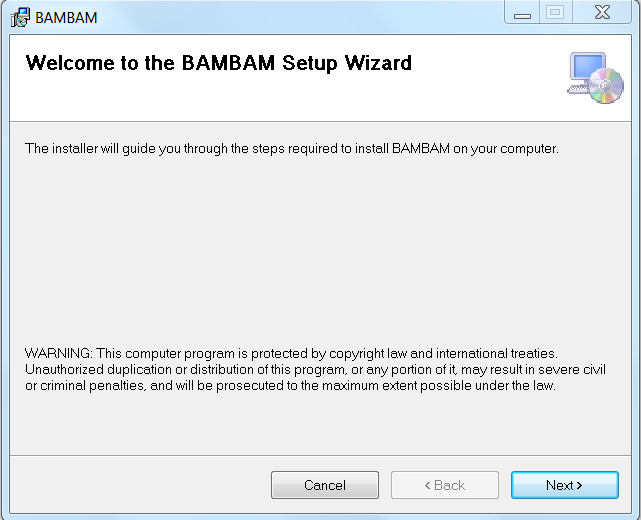 BAMBAM
Welcome to the BAMBAM Setup Wizard
The installer will guide you through the steps required to install BAMBAM on your computer.
WARNING: This computer program is protected by copyright law and international treaties.
Unauthorized duplication or distribution of this program, or any portion of it, may result in severe civil
or criminal penalties, and will be prosecuted to the maximum extent possible under the law.
Cancel
< Back
Next >